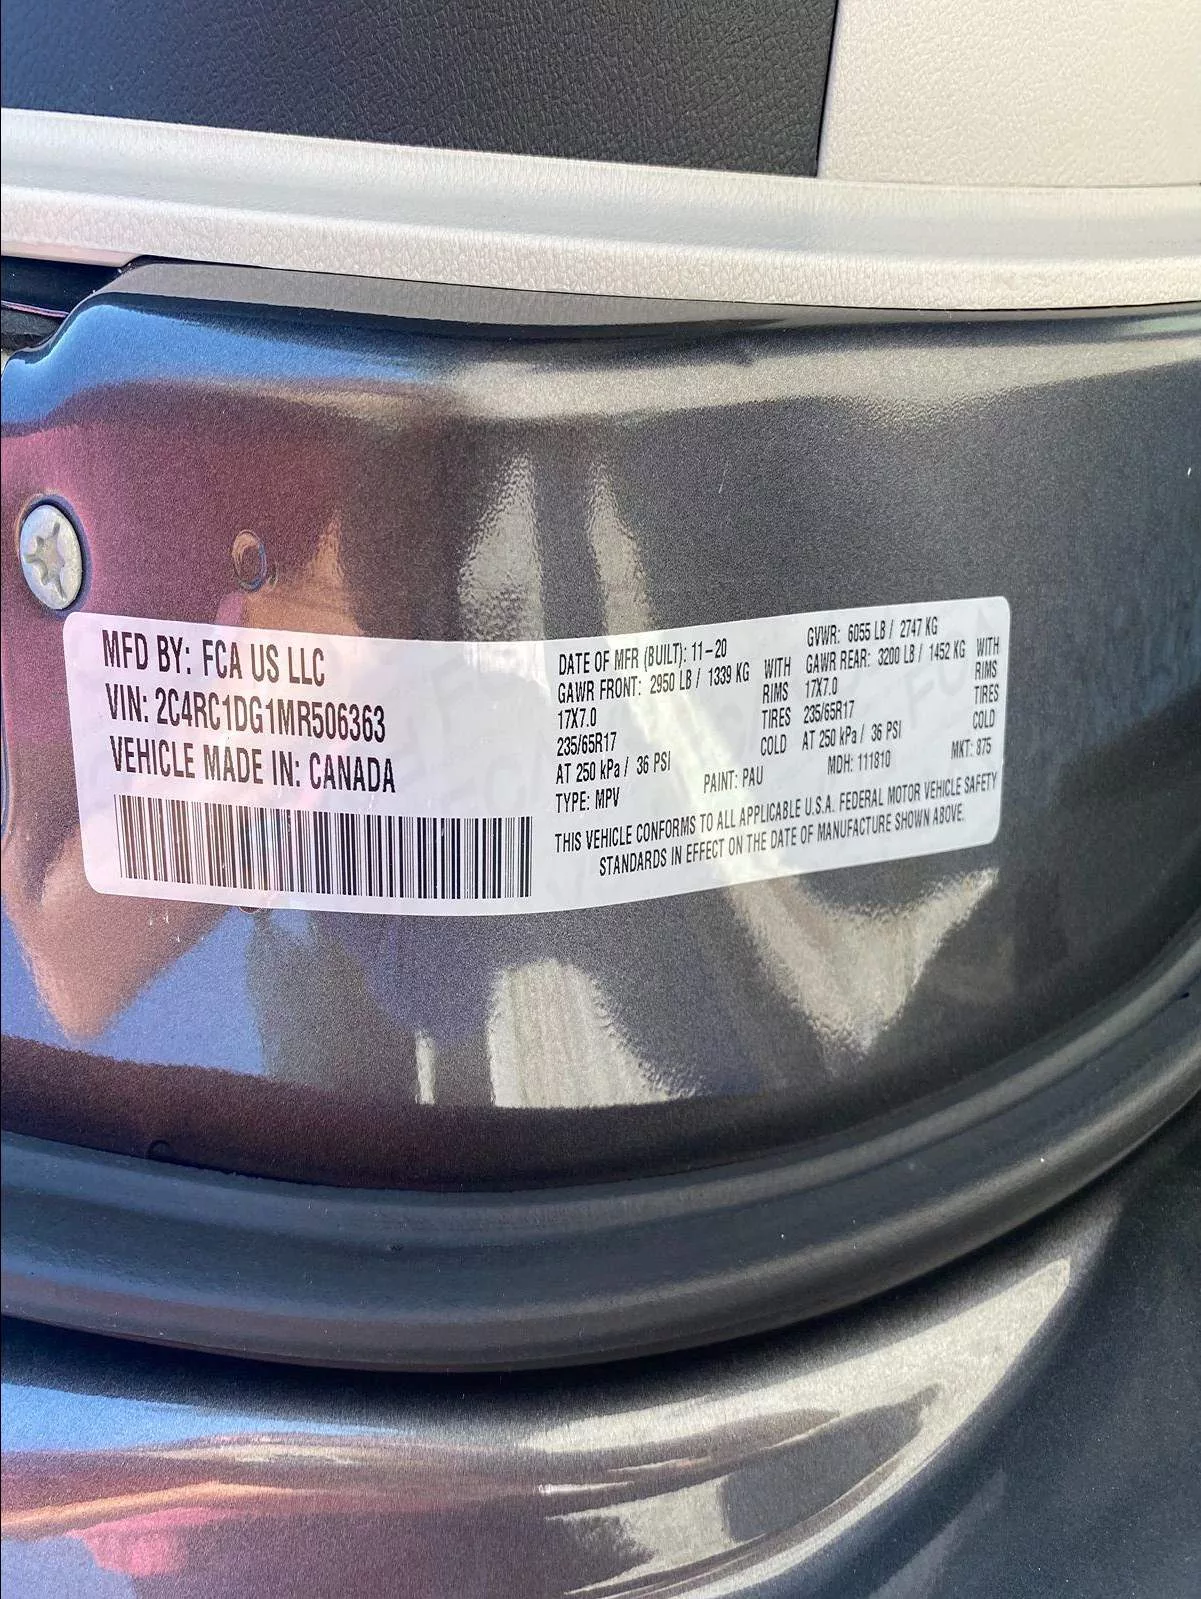 MFD BY: FCA US LLC
VIN: 2C4RC1DG1MR506363
VEHICLE MADE IN: CANADA
DATE OF MFR (BUILT): 11-20
GVWR: 6055 LB / 2747 KG
GAWR FRONT: 2950 LB / 1339 KG WITH
17X7.0 RIMS
235/65R17 TIRES
AT 250 kPa / 36 PSI COLD
GAWR REAR: 3200 LB / 1452 KG WITH
17X7.0 RIMS
235/65R17 TIRES
AT 250 kPa / 36 PSI COLD
TYPE: MPV PAINT: PAU MDH: 111810 MKT: 875
THIS VEHICLE CONFORMS TO ALL APPLICABLE U.S.A. FEDERAL MOTOR VEHICLE SAFETY
STANDARDS IN EFFECT ON THE DATE OF MANUFACTURE SHOWN ABOVE.